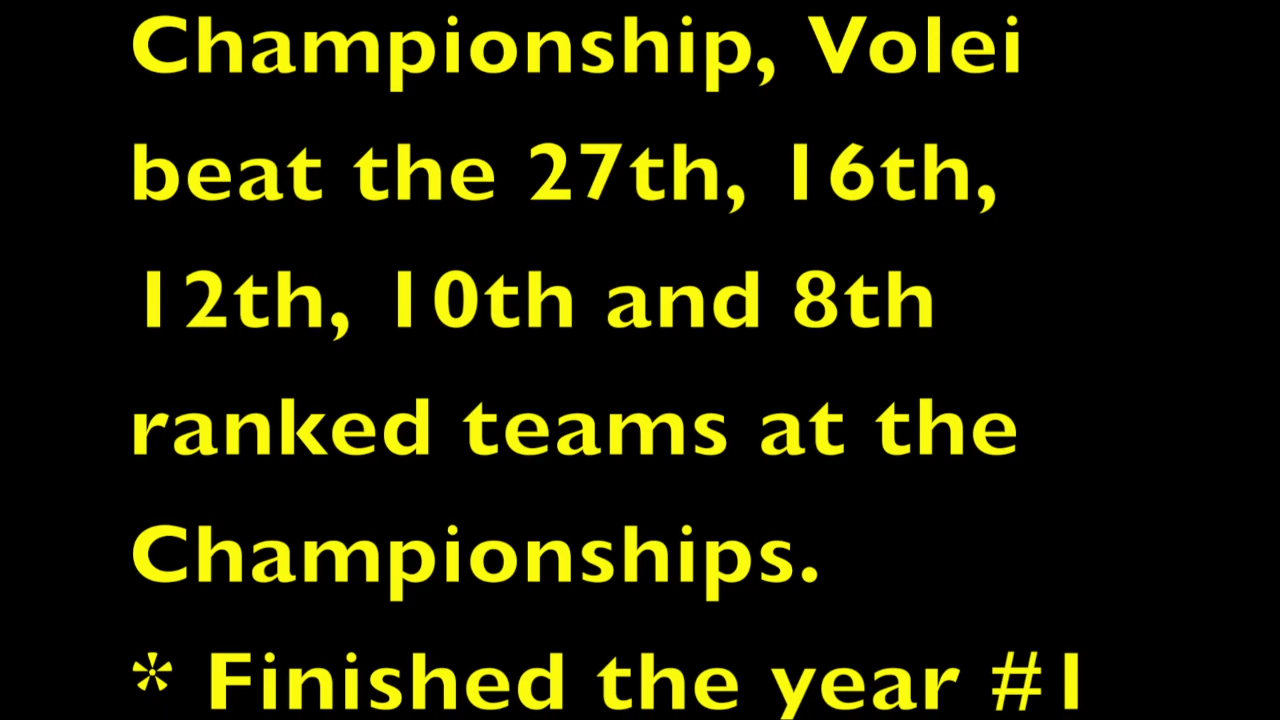 Championship, Volei
beat the 27th, 16th,
12th, 10th and 8th
ranked teams at the
Championships.
* Finished the year #1